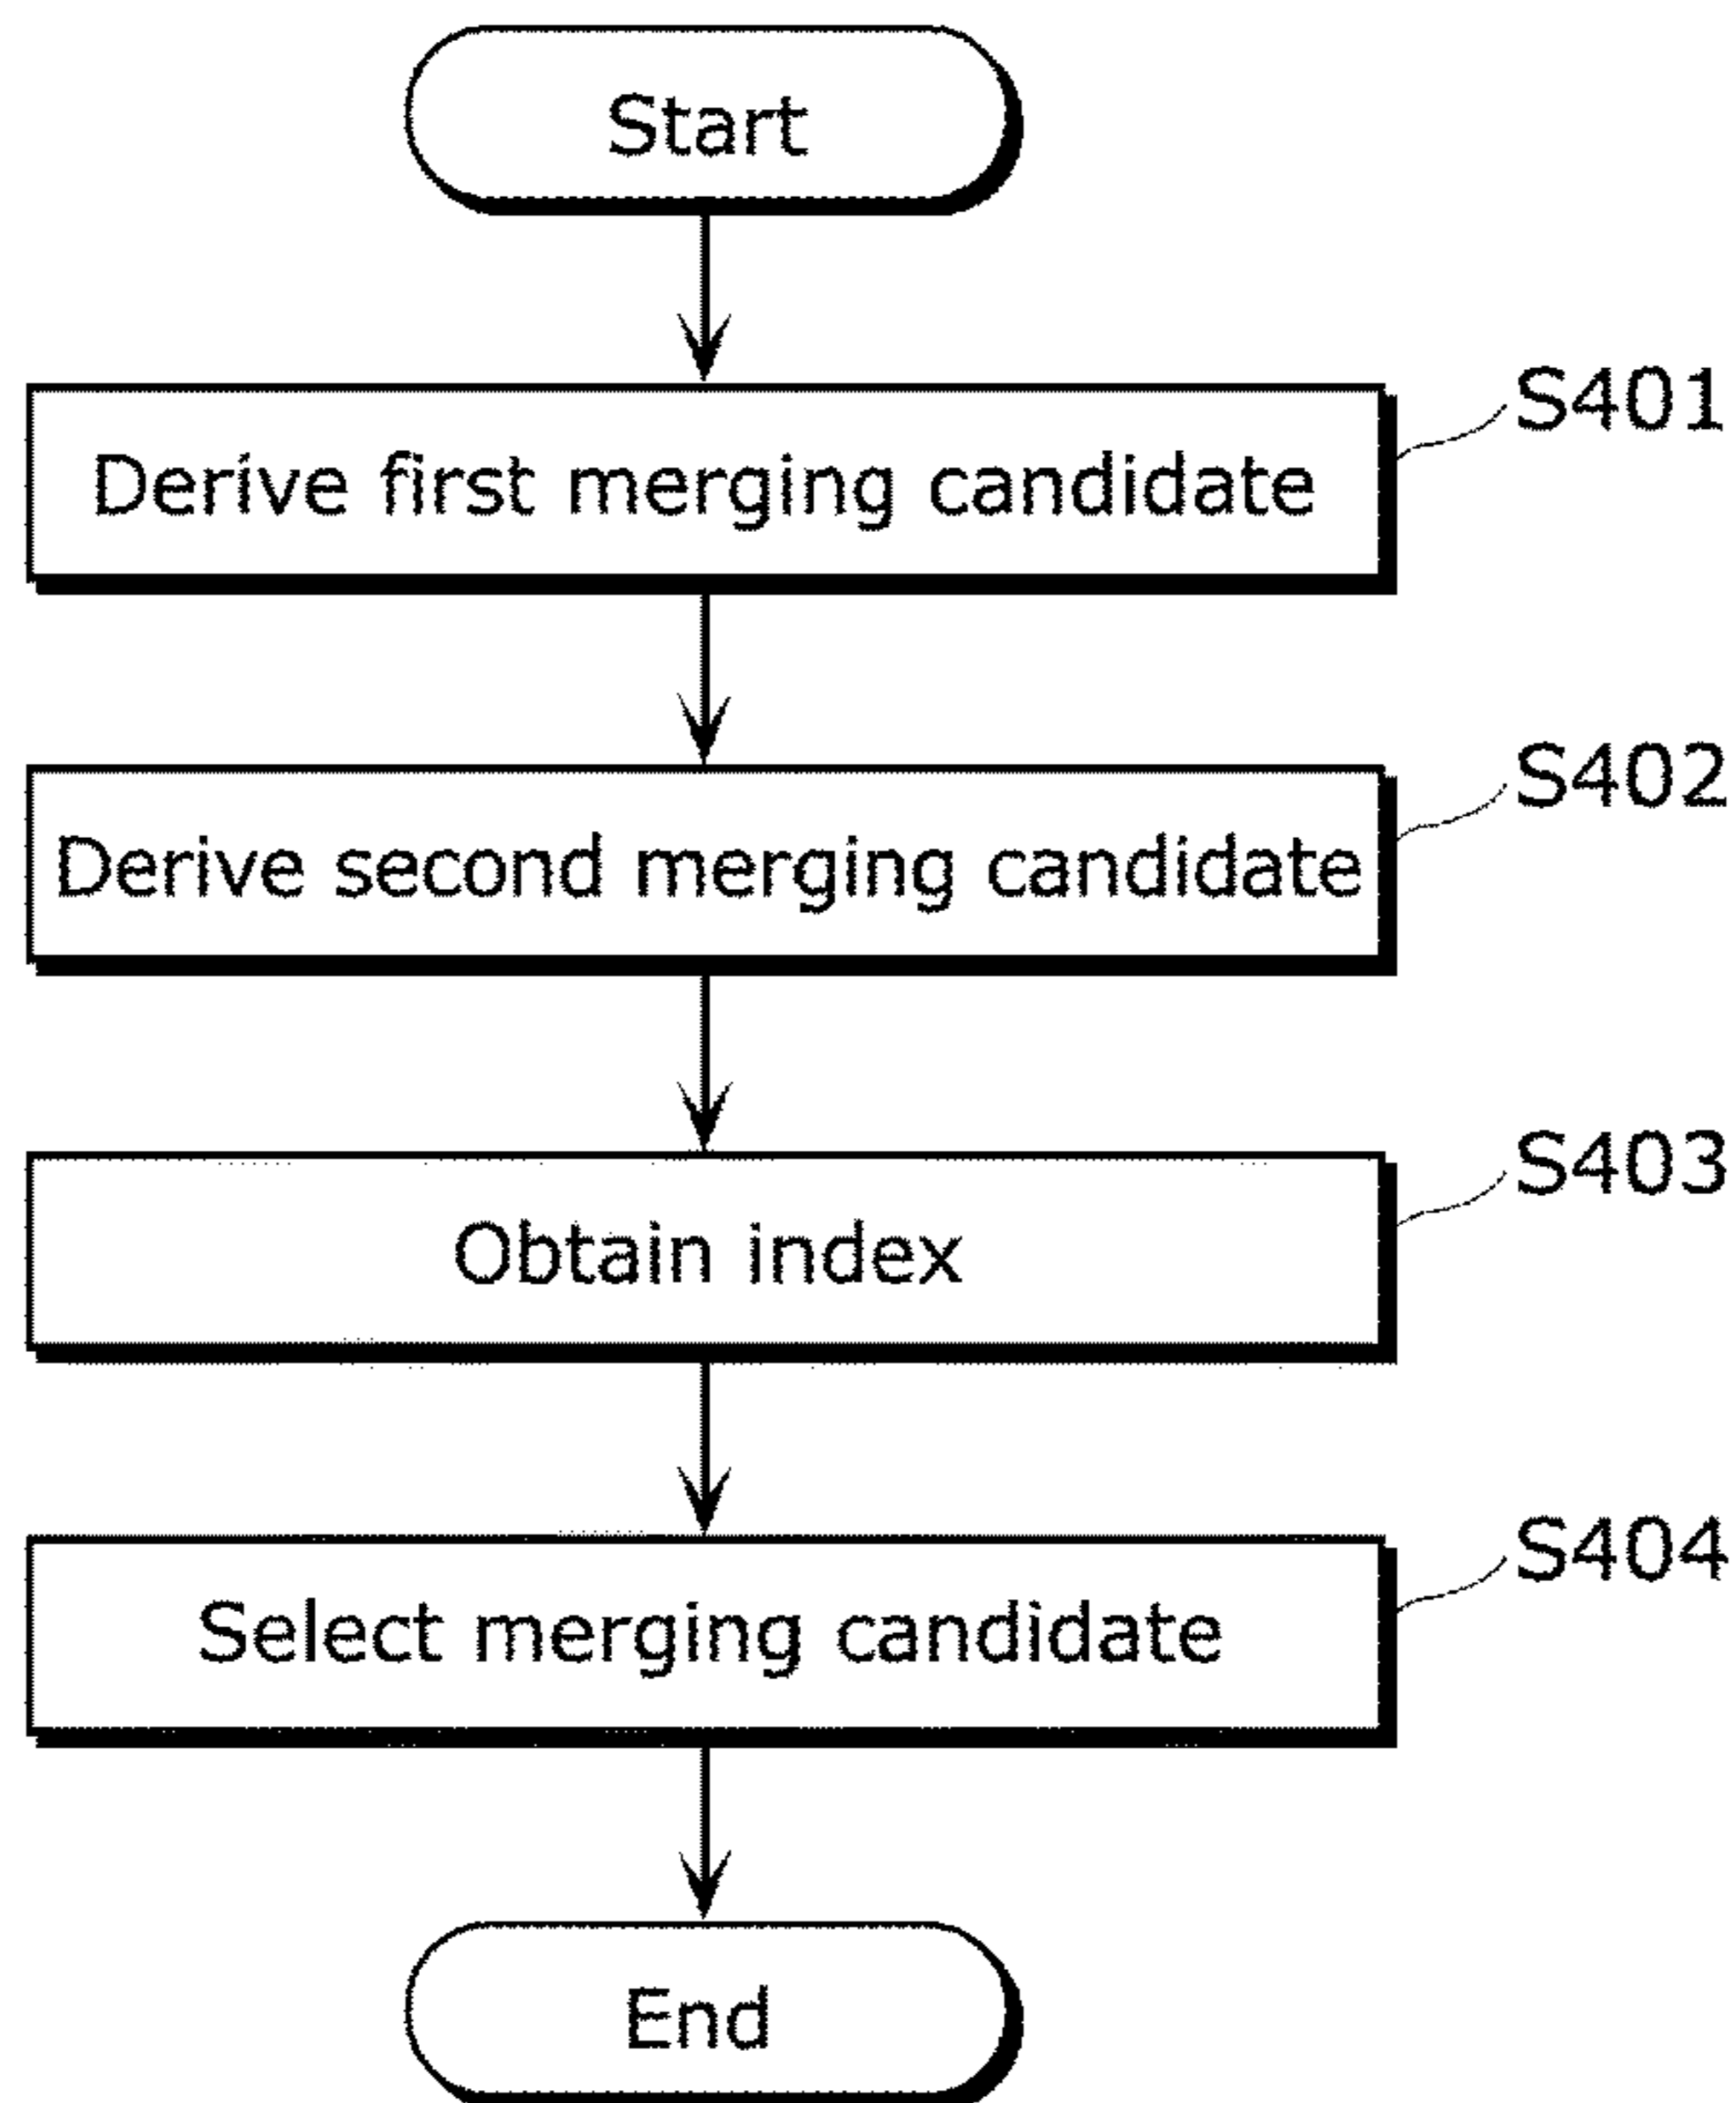 Start
S401
Derive first merging candidate
S402
Derive second merging candidate
S403
Obtain index
S404
Select merging candidate
End